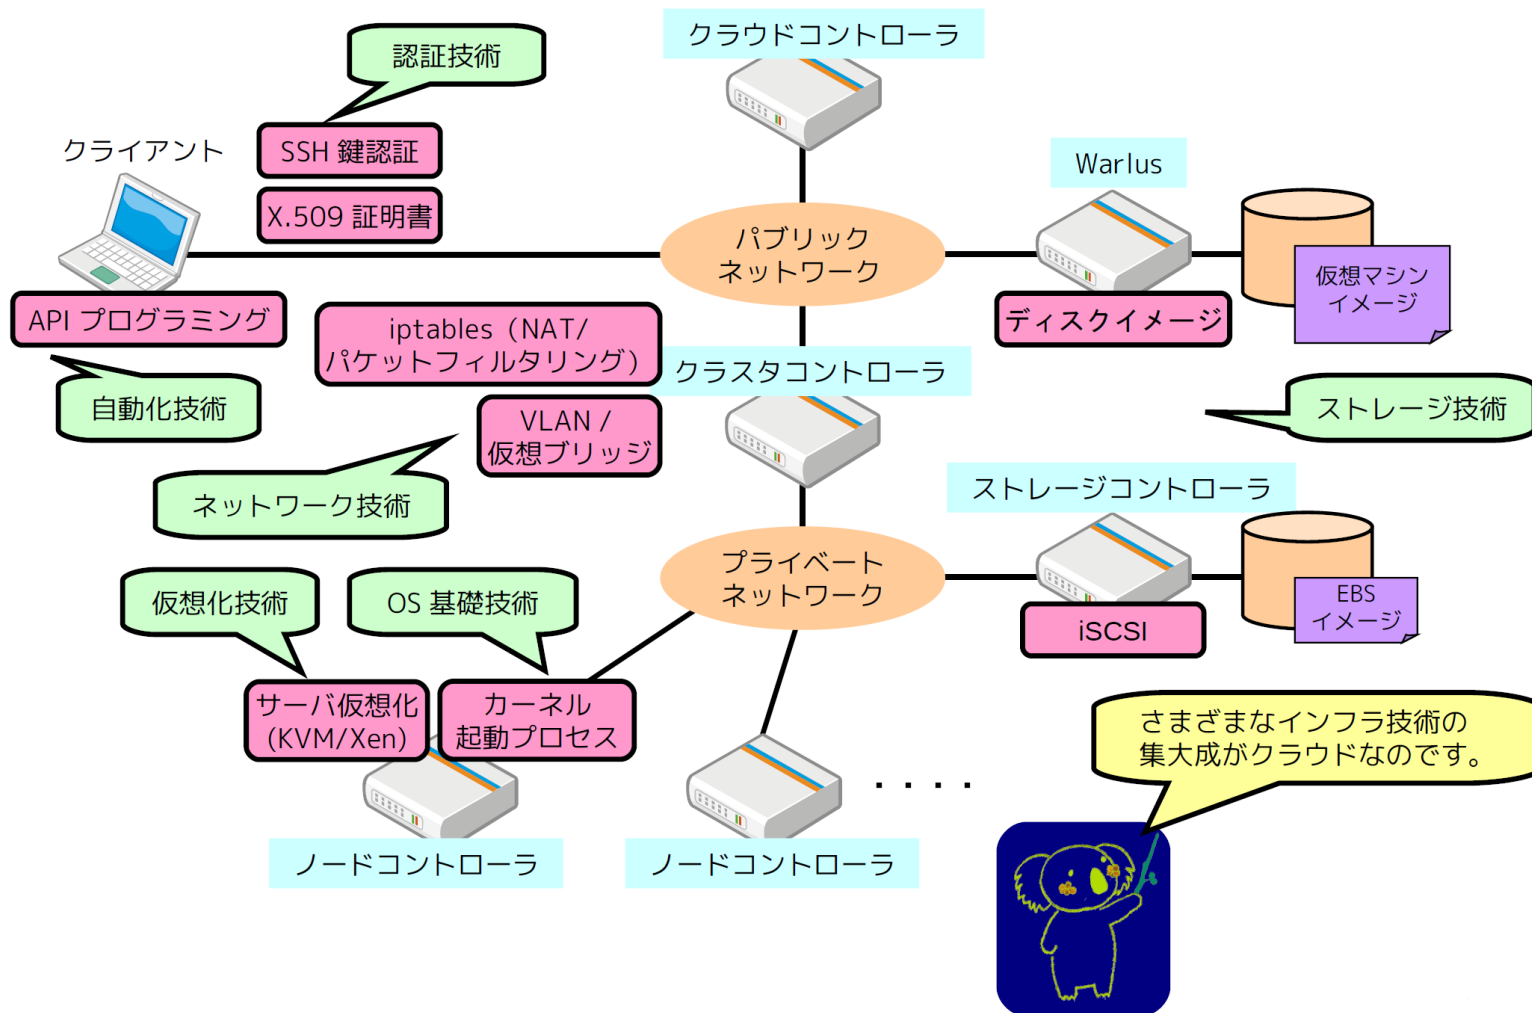 クラウドコントローラ
認証技術
クライアント
SSH 鍵認証
X.509 証明書
Warlus
パブリック
ネットワーク
仮想マシン
イメージ
API プログラミング
iptables（NAT/
パケットフィルタリング）
ディスクイメージ
クラスタコントローラ
自動化技術
VLAN /
仮想ブリッジ
ストレージ技術
ネットワーク技術
ストレージコントローラ
プライベート
ネットワーク
仮想化技術
OS 基礎技術
EBS
イメージ
iSCSI
サーバ仮想化
(KVM/Xen)
カーネル
起動プロセス
さまざまなインフラ技術の
集大成がクラウドなのです。
・・・・
ノードコントローラ
ノードコントローラ